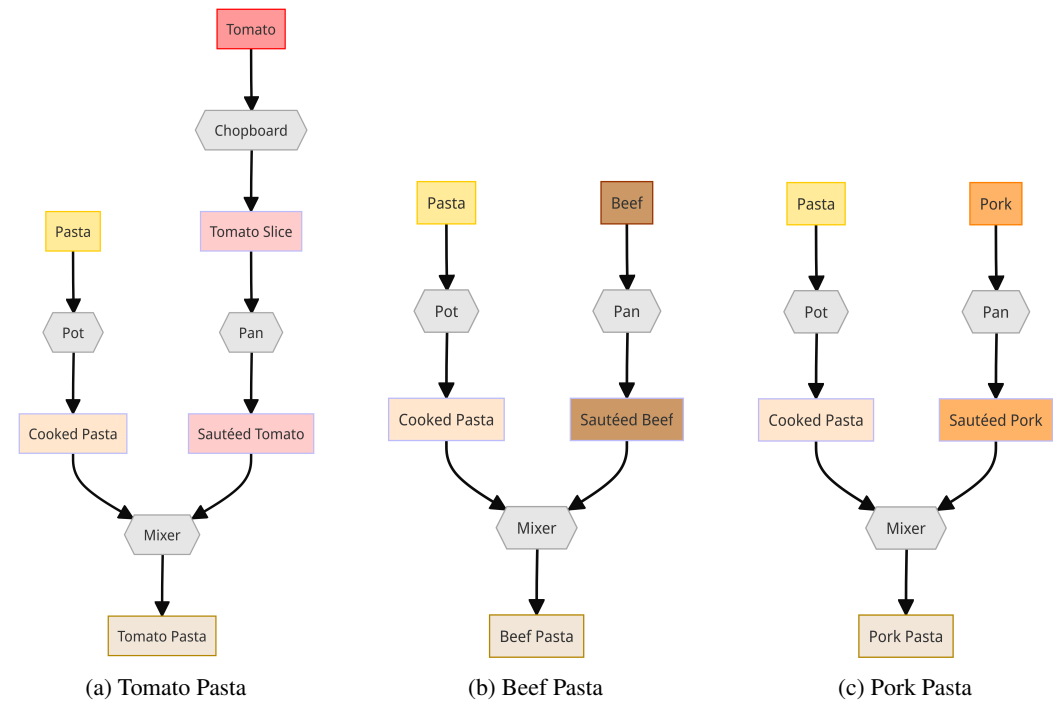 Tomato
Chopboard
Pasta
Tomato Slice
Pot
Pan
Cooked Pasta
Sautéed Tomato
Mixer
Tomato Pasta
(a) Tomato Pasta
Pasta
Beef
Pot
Pan
Cooked Pasta
Sautéed Beef
Mixer
Beef Pasta
(b) Beef Pasta
Pasta
Pork
Pot
Pan
Cooked Pasta
Sautéed Pork
Mixer
Pork Pasta
(c) Pork Pasta